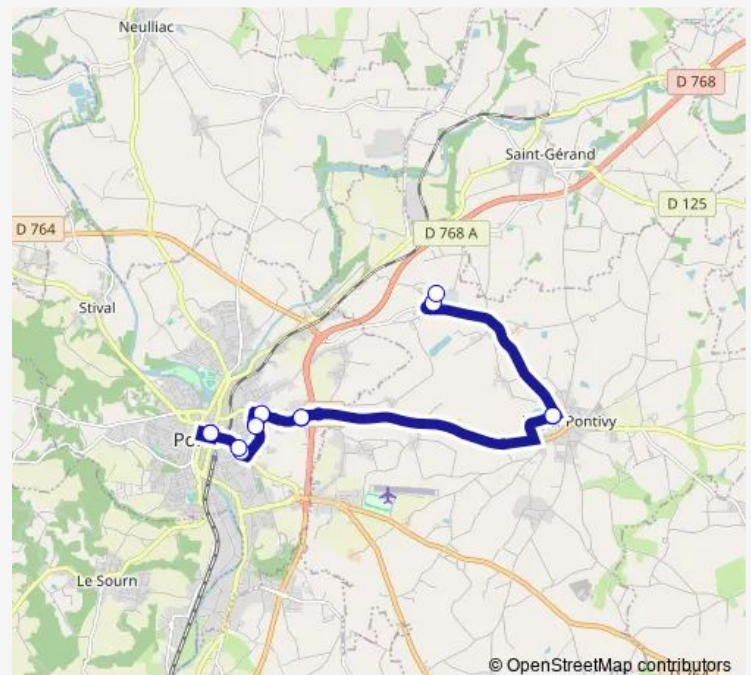 Neulliac
D 768
Saint-Gérand
D 125
D 764
D 768 A
Stival
Pontivy
Le Sourn
© OpenStreetMap contributors